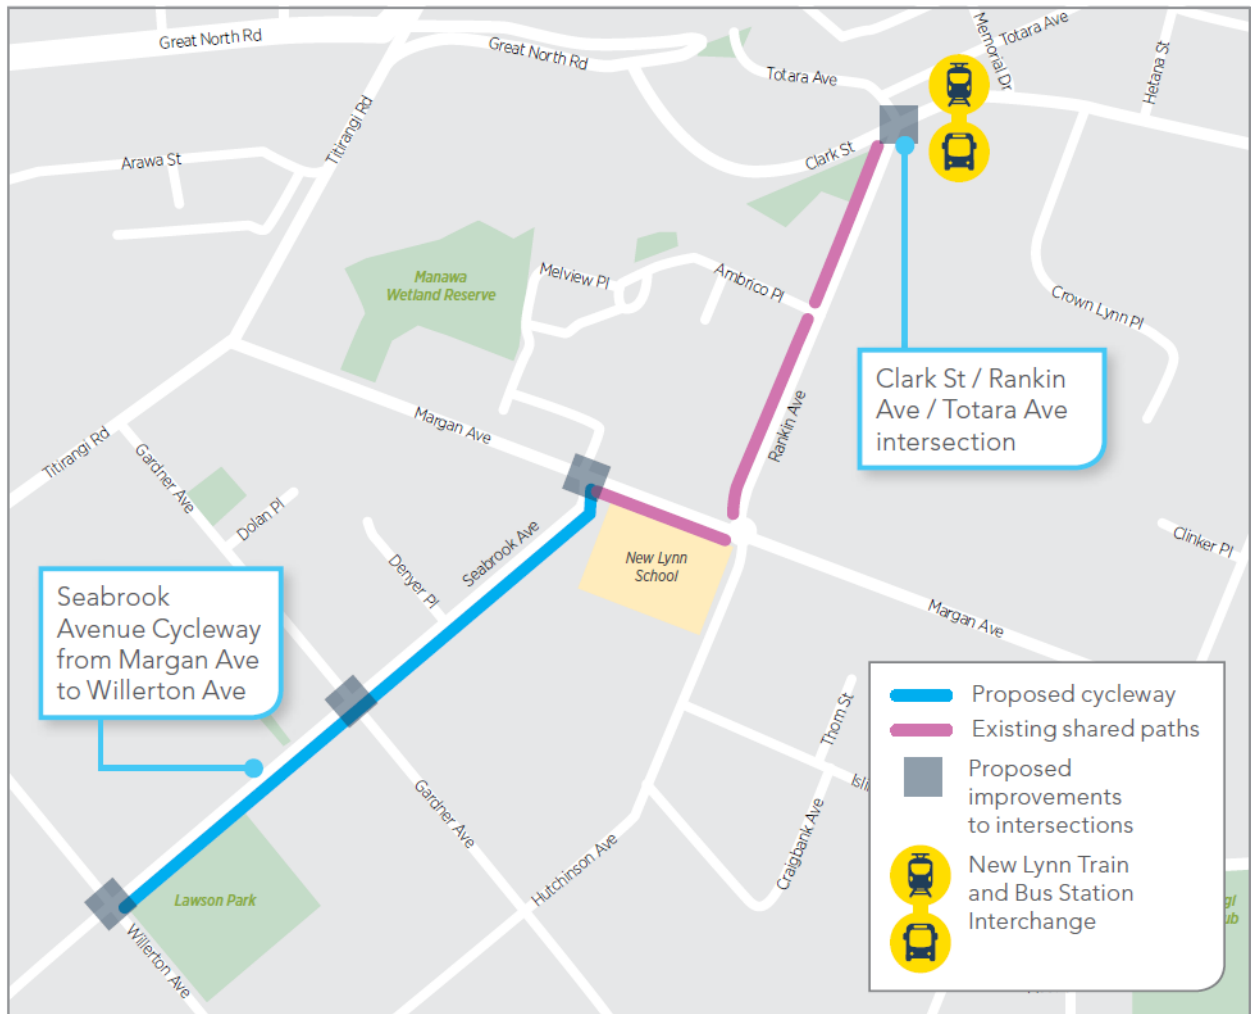 Great North Rd
Great North Rd
Memorial Dr
Totara Ave
Totara Ave
Hetana St
Titirangi Rd
Arawa St
Clark St
Manawa
Wetland Reserve
Melview Pl
Ambrico Pl
Crown Lynn Pl
Clark St / Rankin
Ave / Totara Ave
intersection
Rankin Ave
Margan Ave
Titirangi Rd
Gardner Ave
Dolan Pl
Denyer Pl
Seabrook Ave
New Lynn
School
Clinker Pl
Margan Ave
Seabrook
Avenue Cycleway
from Margan Ave
to Willerton Ave
Thom St
Gardner Ave
Craigbank Ave
Hutchinson Ave
Lawson Park
Willerton Ave
Proposed cycleway
Existing shared paths
Proposed
improvements
to intersections
New Lynn Train
and Bus Station
Interchange